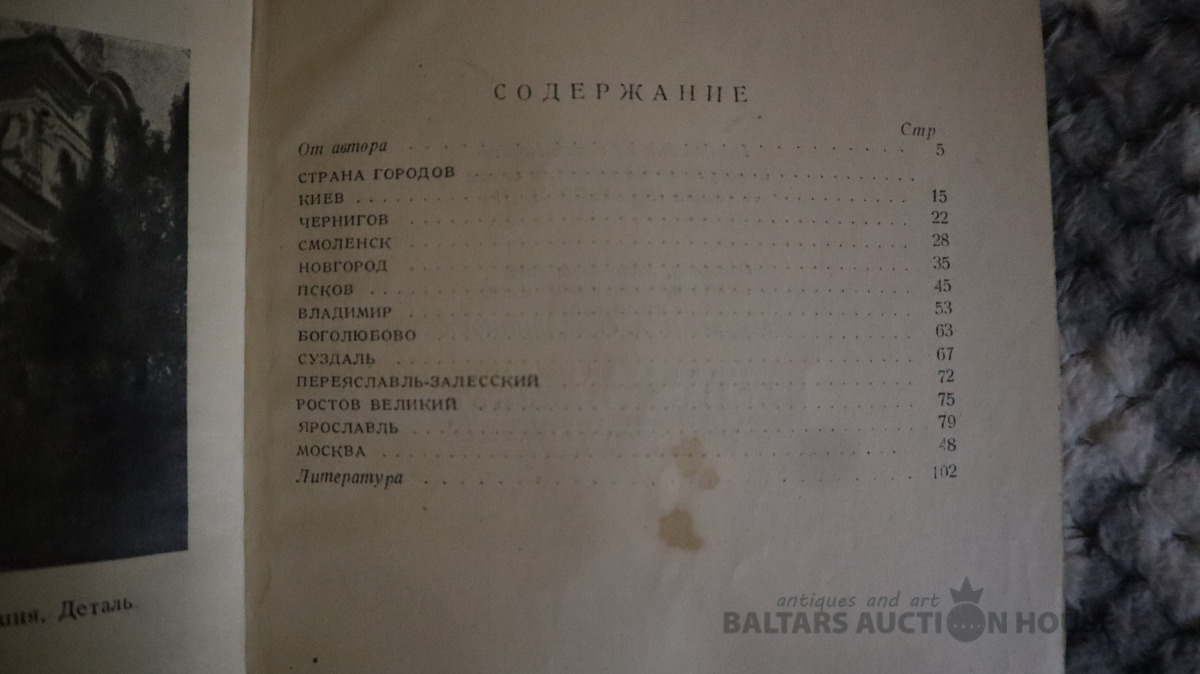 СОДЕРЖАНИЕ
Стр
От автора . . . . . . . . . . . . . . . . . . . . 5
СТРАНА ГОРОДОВ . . . . . . . . . . . . . . . . . . . .
КИЕВ . . . . . . . . . . . . . . . . . . . . 15
ЧЕРНИГОВ . . . . . . . . . . . . . . . . . . . . 22
СМОЛЕНСК . . . . . . . . . . . . . . . . . . . . 28
НОВГОРОД . . . . . . . . . . . . . . . . . . . . 35
ПСКОВ . . . . . . . . . . . . . . . . . . . . 45
ВЛАДИМИР . . . . . . . . . . . . . . . . . . . . 53
БОГОЛЮБОВО . . . . . . . . . . . . . . . . . . . . 63
СУЗДАЛЬ . . . . . . . . . . . . . . . . . . . . 67
ПЕРЕЯСЛАВЛЬ-ЗАЛЕССКИЙ . . . . . . . . . . . . . . . . 72
РОСТОВ ВЕЛИКИЙ . . . . . . . . . . . . . . . . . . . . 75
ЯРОСЛАВЛЬ . . . . . . . . . . . . . . . . . . . . 79
МОСКВА . . . . . . . . . . . . . . . . . . . . 48
Литература . . . . . . . . . . . . . . . . . . . . 102
Деталь
antiques and art
BALTARS AUCTION HOUSE